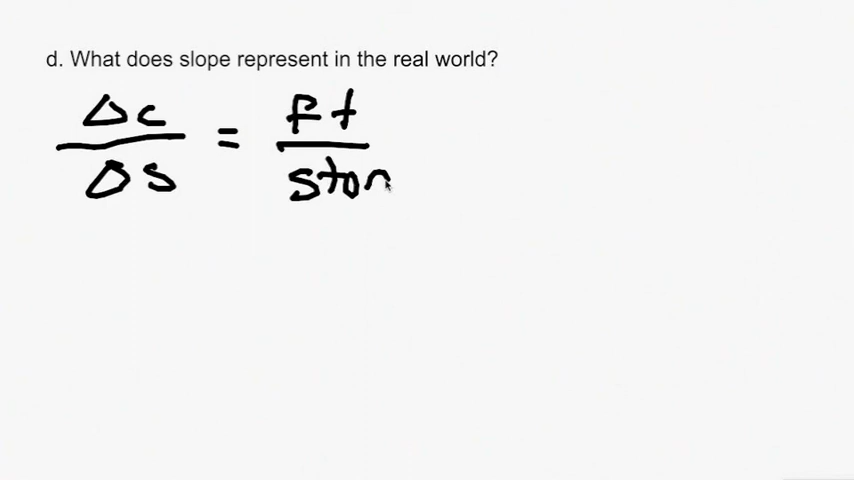 d. What does slope represent in the real world?
Δc = ft
Δs ston